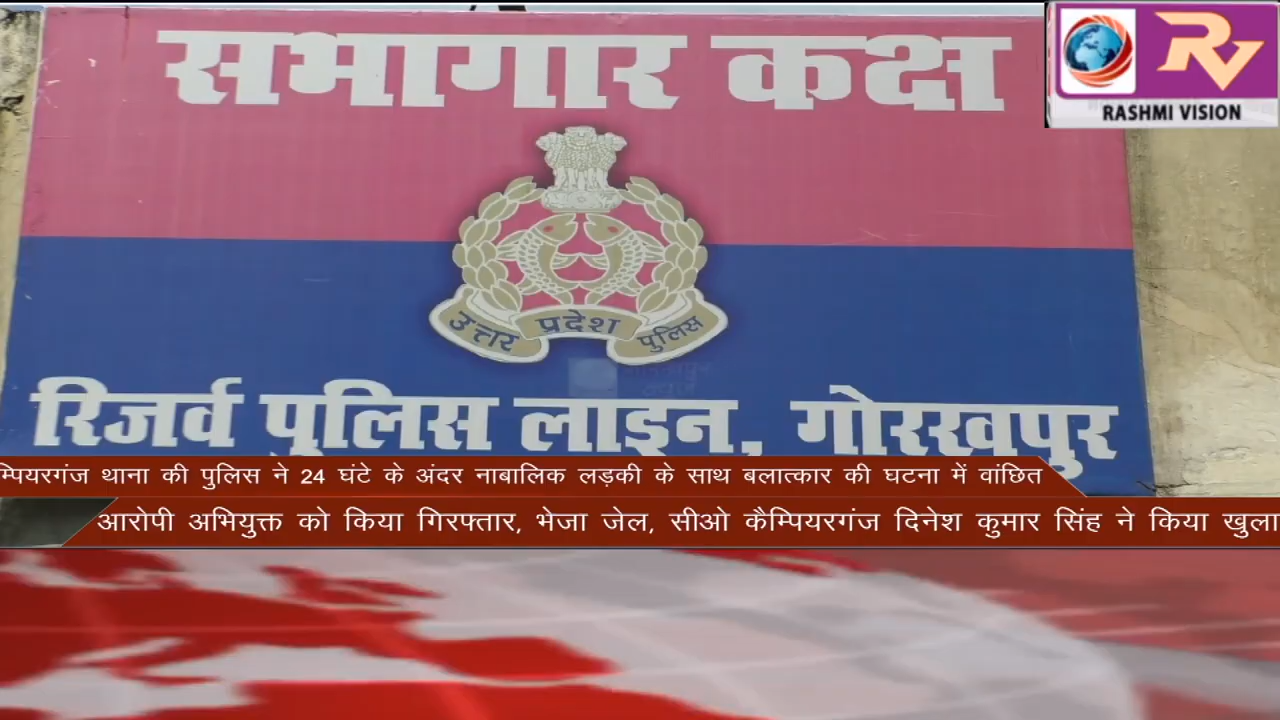 सभागार कक्ष
RV
RASHMI VISION
उत्तर प्रदेश पुलिस
रिजर्व पुलिस लाइन, गोरखपुर
म्पियरगंज थाना की पुलिस ने 24 घंटे के अंदर नाबालिक लड़की के साथ बलात्कार की घटना में वांछित
आरोपी अभियुक्त को किया गिरफ्तार, भेजा जेल, सीओ कैम्पियरगंज दिनेश कुमार सिंह ने किया खुला